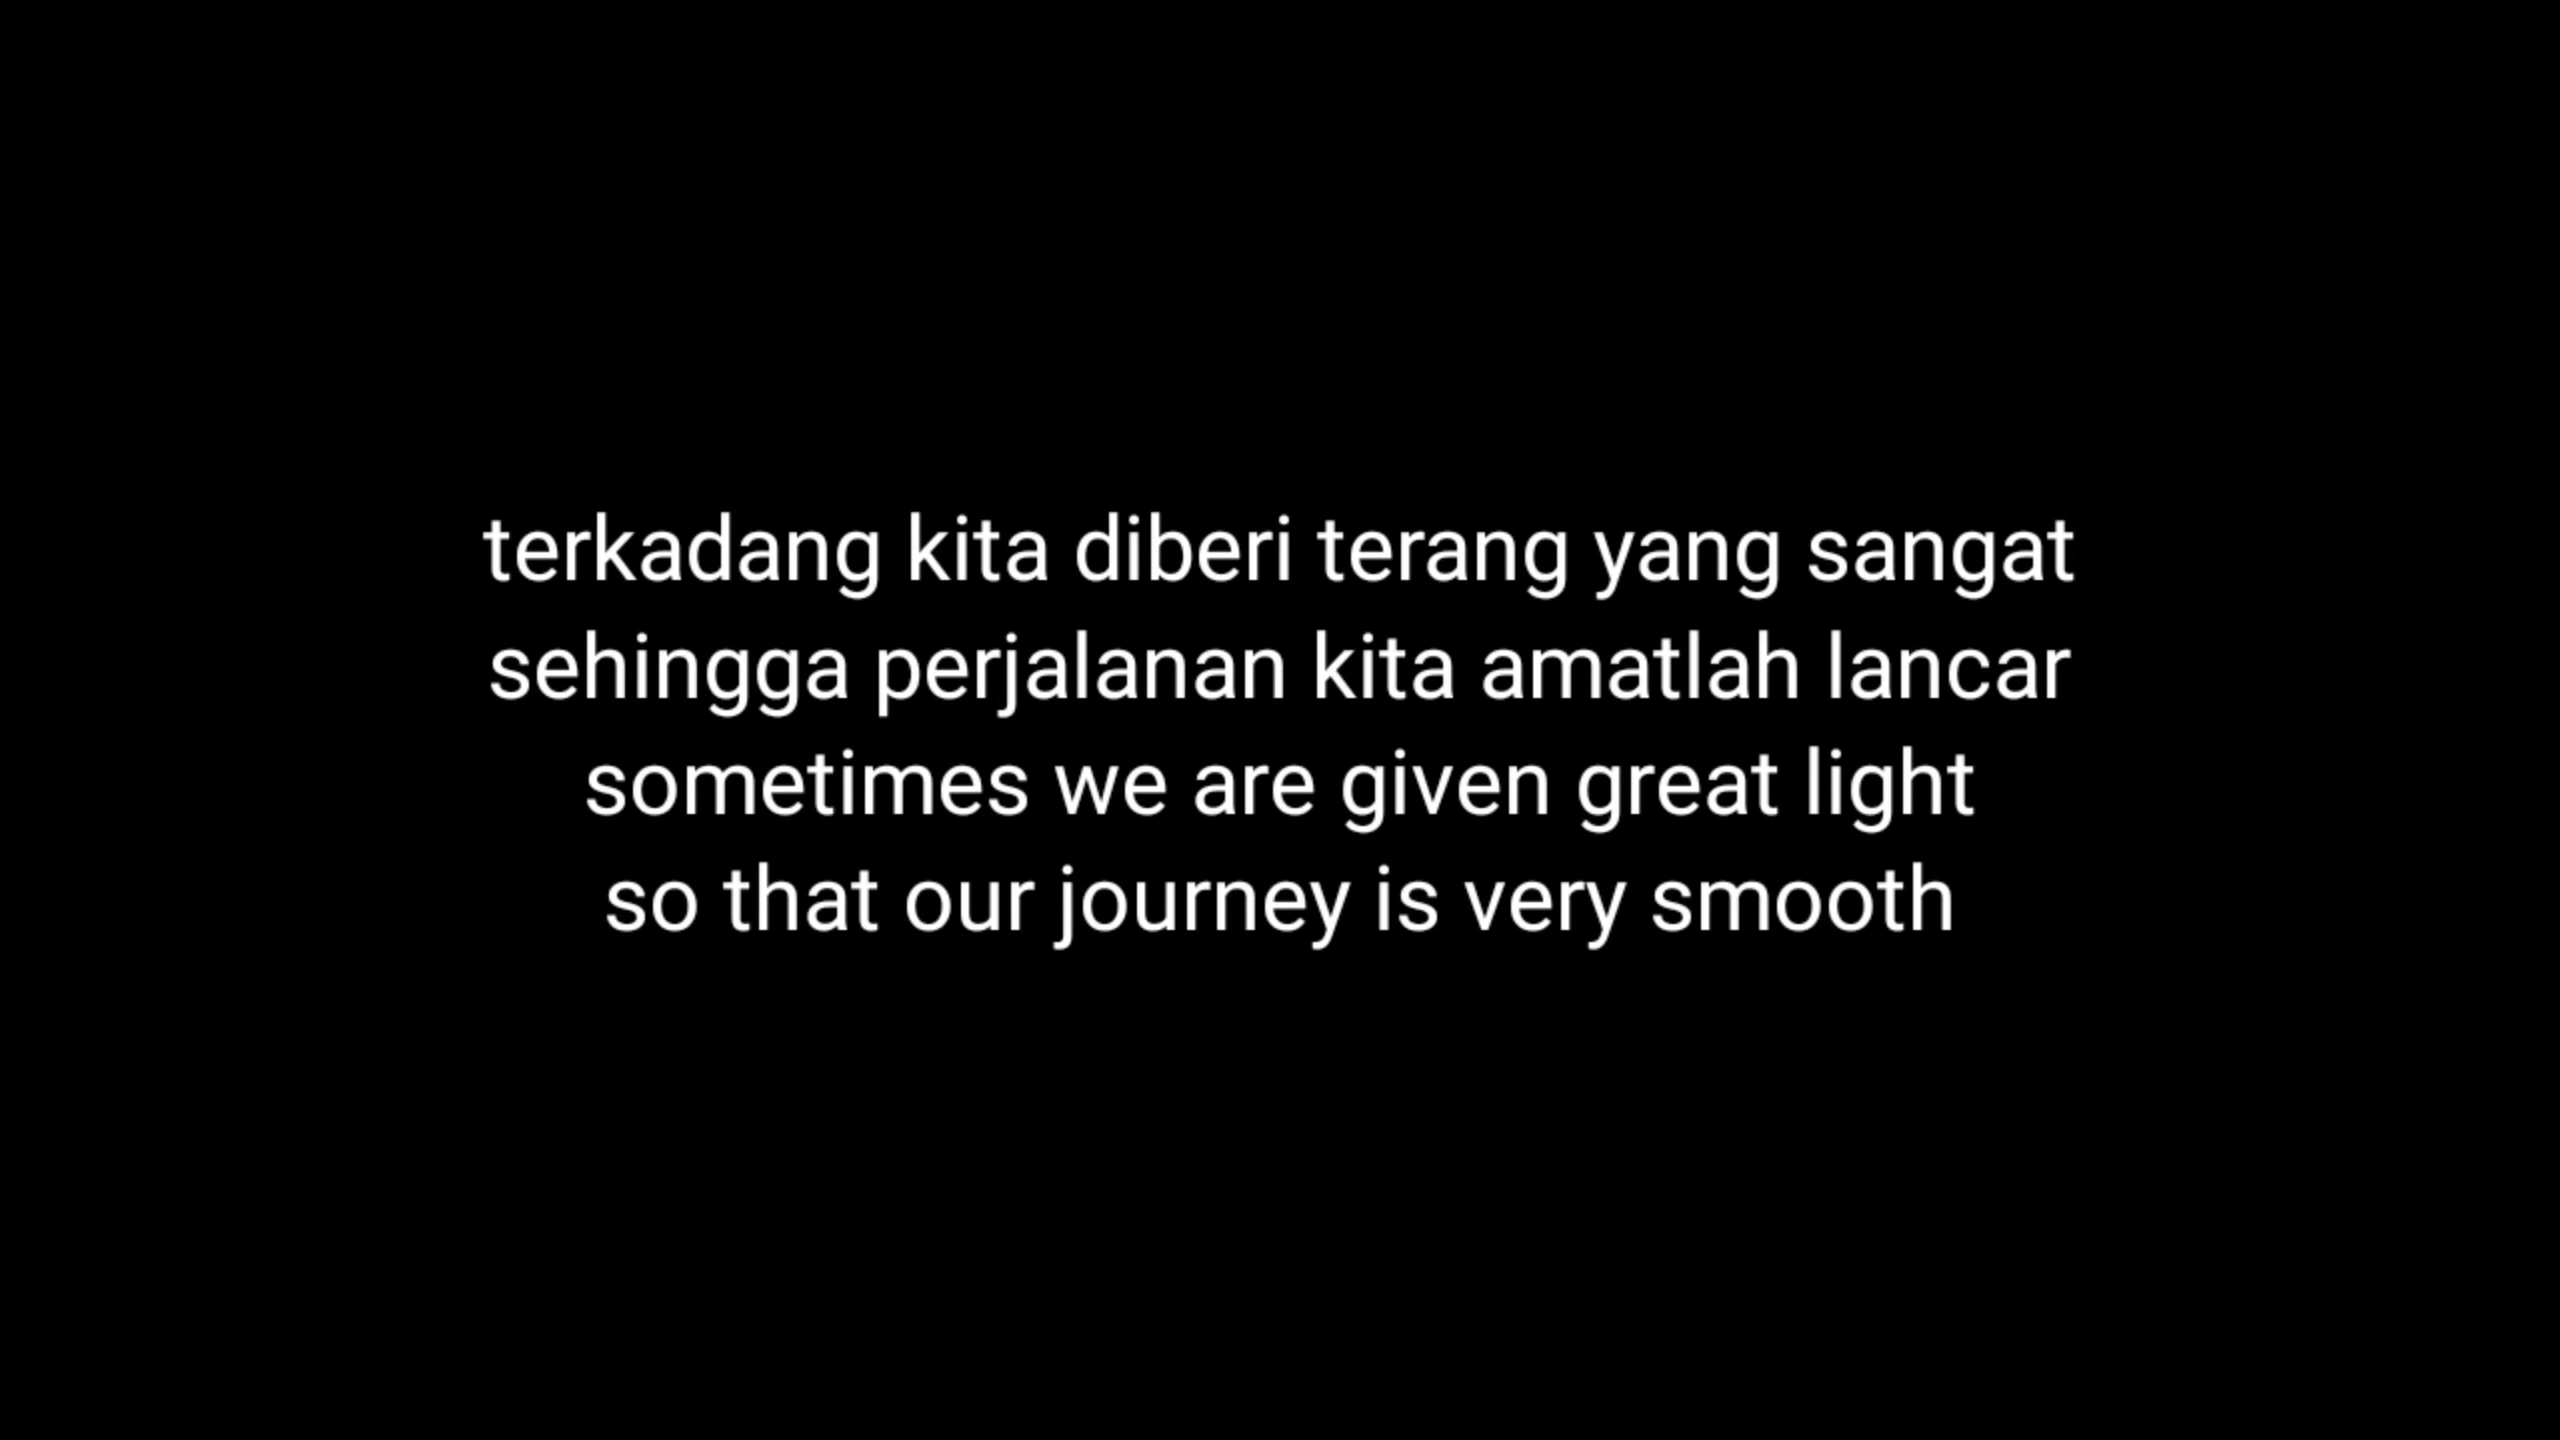 terkadang kita diberi terang yang sangat
sehingga perjalanan kita amatlah lancar
sometimes we are given great light
so that our journey is very smooth